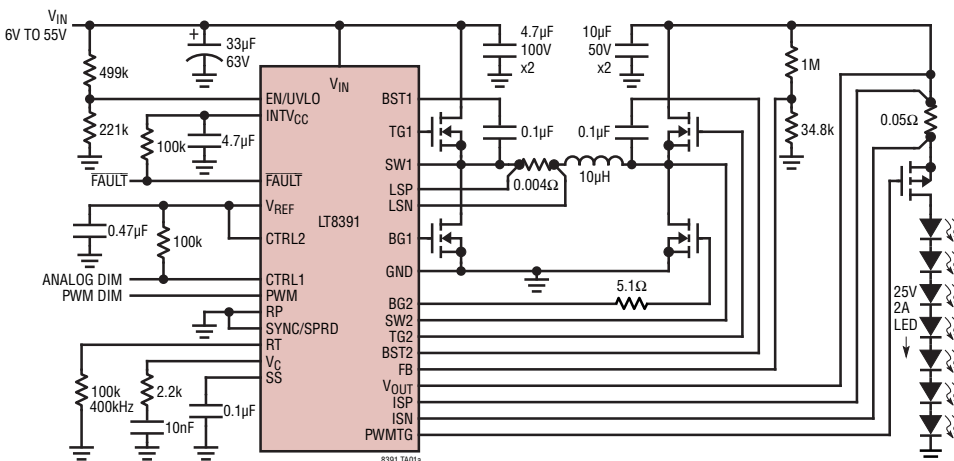 VIN
6V TO 55V
499k
221k
+
33µF
63V
4.7µF
100V
x2
10µF
50V
x2
1M
34.8k
0.05Ω
100k
4.7µF
FAULT
0.47µF
100k
ANALOG DIM
PWM DIM
100k
400kHz
2.2k
10nF
0.1µF
VIN
EN/UVLO
INTVCC
FAULT
VREF
CTRL2
CTRL1
PWM
RP
SYNC/SPRD
RT
VC
SS
LT8391
BST1
TG1
SW1
LSP
LSN
BG1
GND
BG2
SW2
TG2
BST2
FB
VOUT
ISP
ISN
PWMTG
0.1µF
0.1µF
0.004Ω
10µH
5.1Ω
25V
2A
LED
8391 TA01a